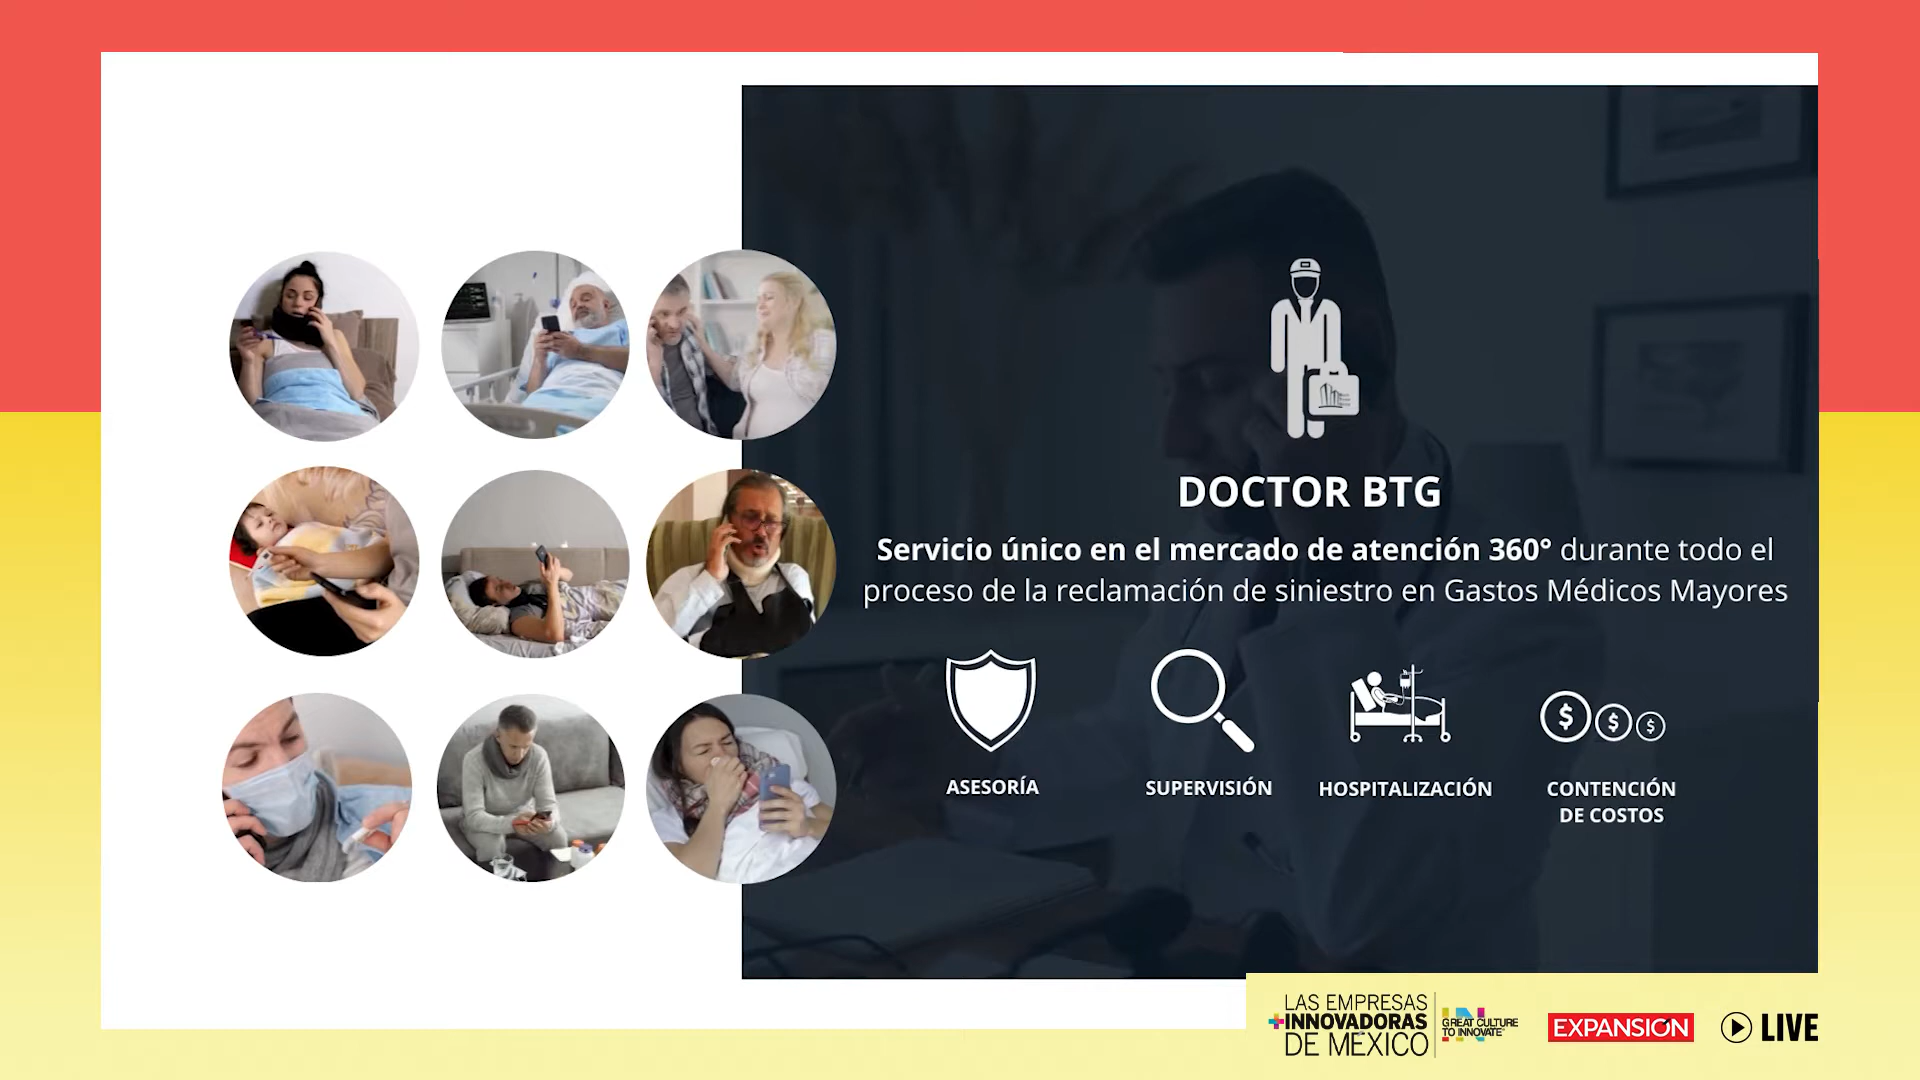 DOCTOR BTG
Servicio único en el mercado de atención 360° durante todo el
proceso de la reclamación de siniestro en Gastos Médicos Mayores
ASESORÍA
SUPERVISIÓN
HOSPITALIZACIÓN
CONTENCIÓN
DE COSTOS
LAS EMPRESAS
+INNOVADORAS
DE MÉXICO
GREAT CULTURE
TO INNOVATE
EXPANSIÓN
LIVE